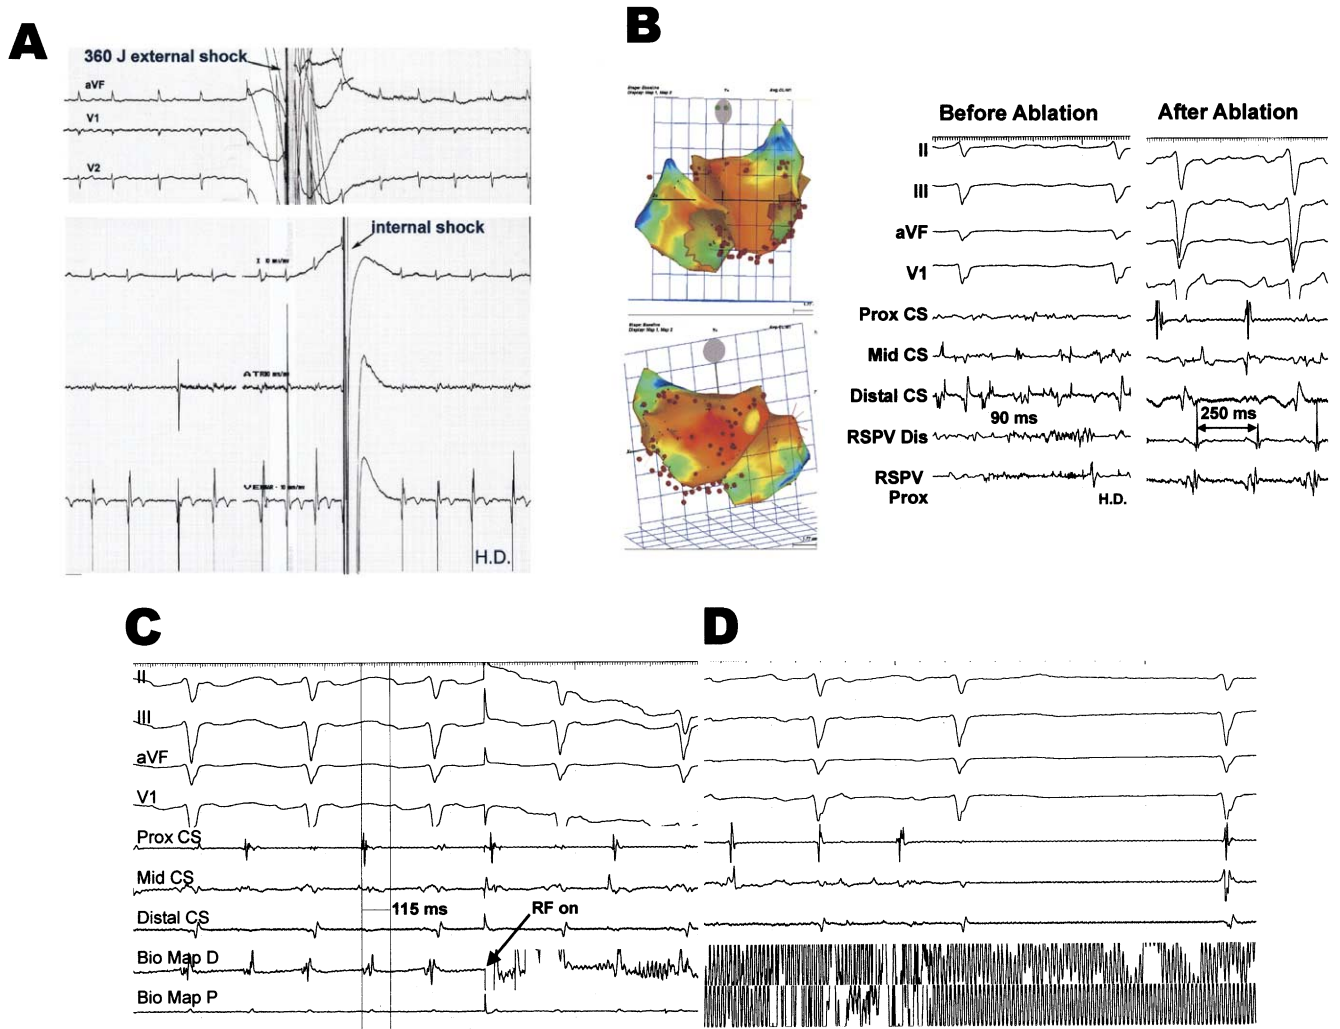 A
360 J external shock
aVF
V1
V2
internal shock
H.D.
B
Before Ablation
After Ablation
II
III
aVF
V1
Prox CS
Mid CS
Distal CS
90 ms
250 ms
RSPV Dis
RSPV
Prox
H.D.
C
II
III
aVF
V1
Prox CS
Mid CS
115 ms
Distal CS
RF on
Bio Map D
Bio Map P
D